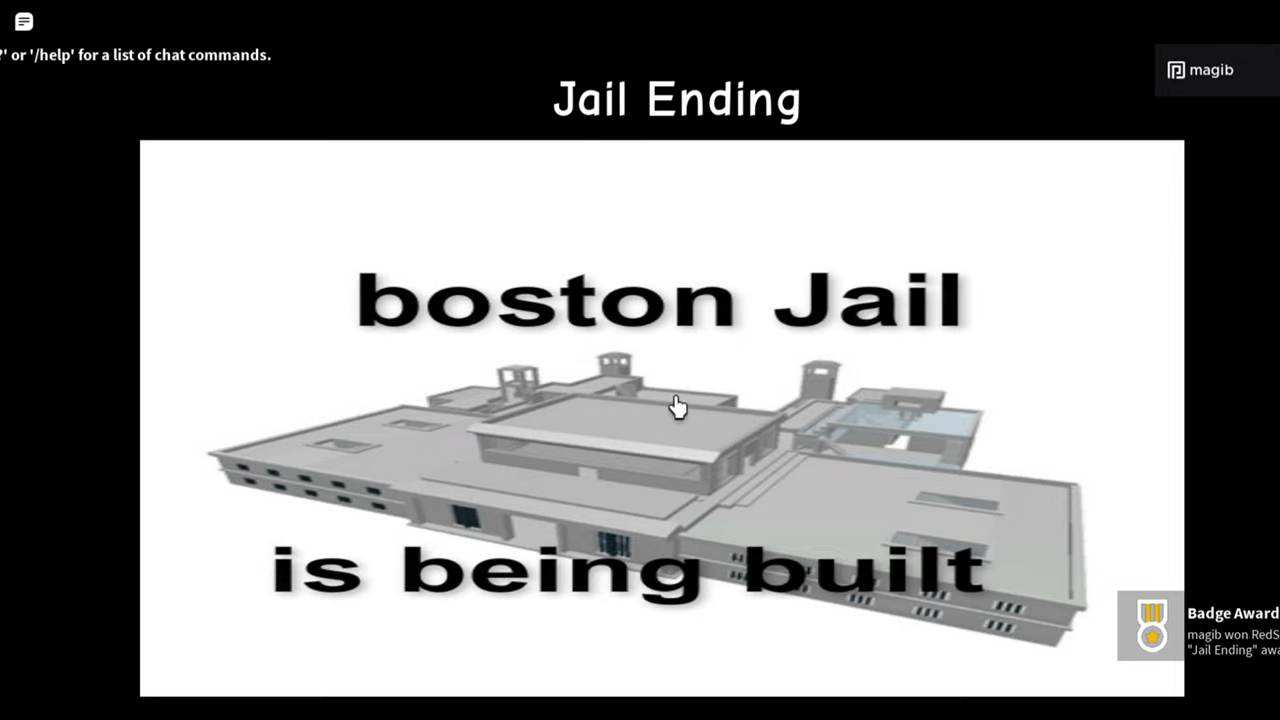 ?' or '/help' for a list of chat commands.
magib
Jail Ending
boston Jail
is being built
Badge Award
magib won RedS
"Jail Ending" awa